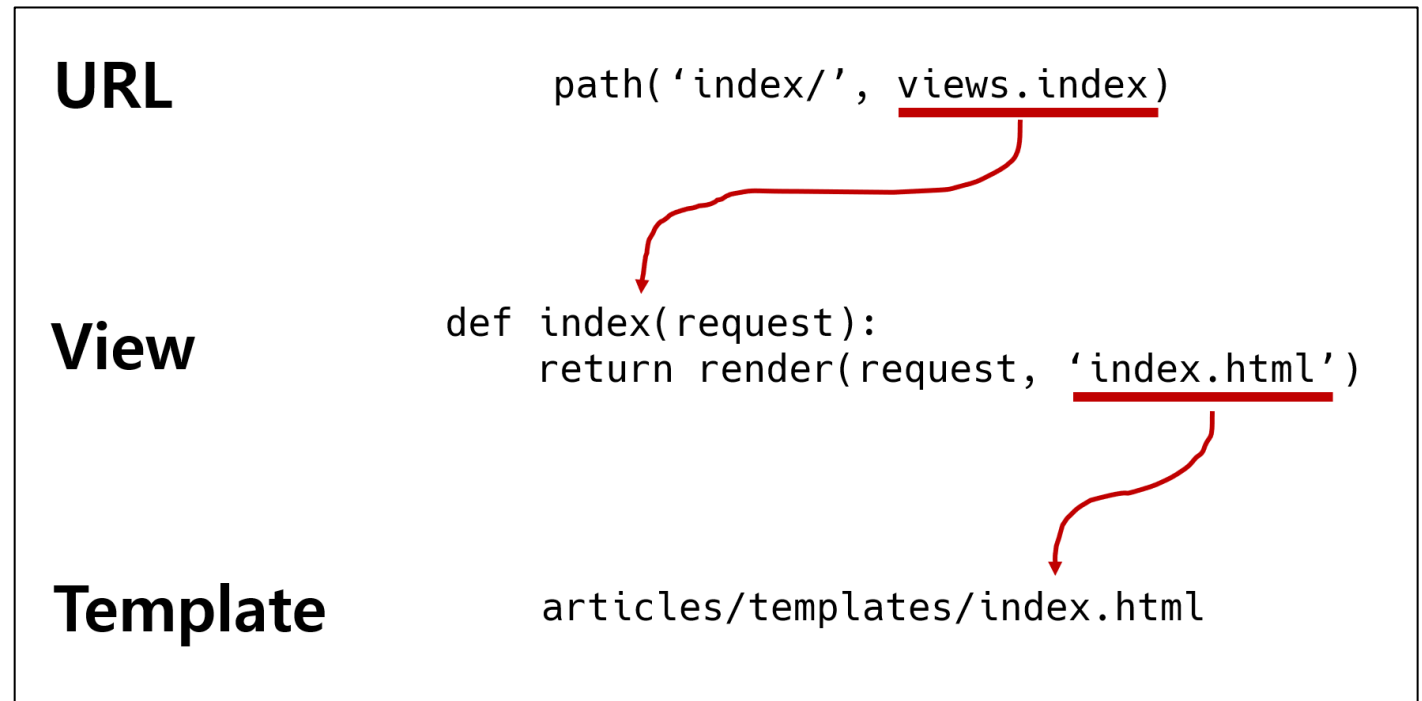 URL
path(‘index/’, views.index)
View
def index(request):
    return render(request, ‘index.html’)
Template
articles/templates/index.html